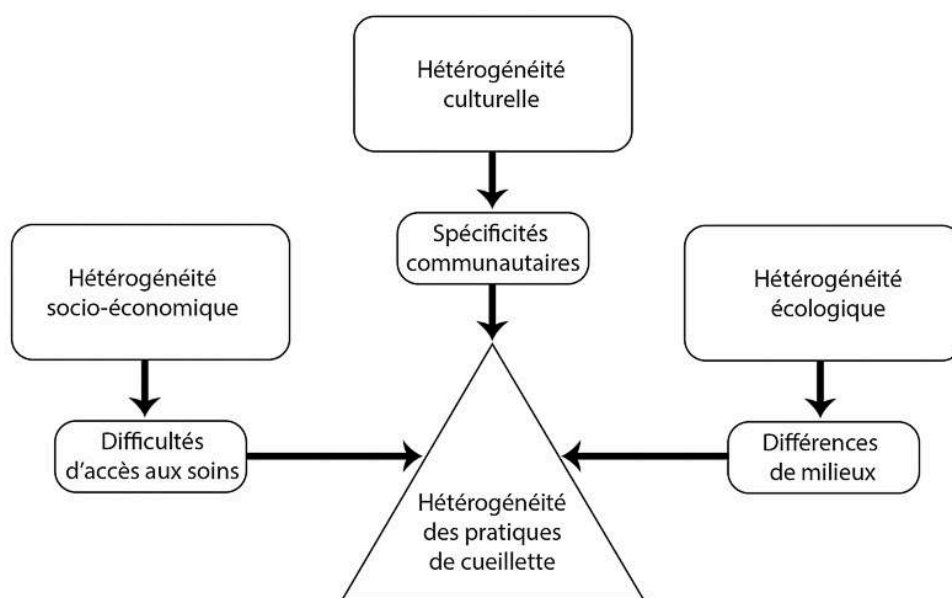 Hétérogénéité
culturelle
Spécificités
communautaires
Hétérogénéité
socio-économique
Hétérogénéité
écologique
Difficultés
d'accès aux soins
Différences
de milieux
Hétérogénéité
des pratiques
de cueillette